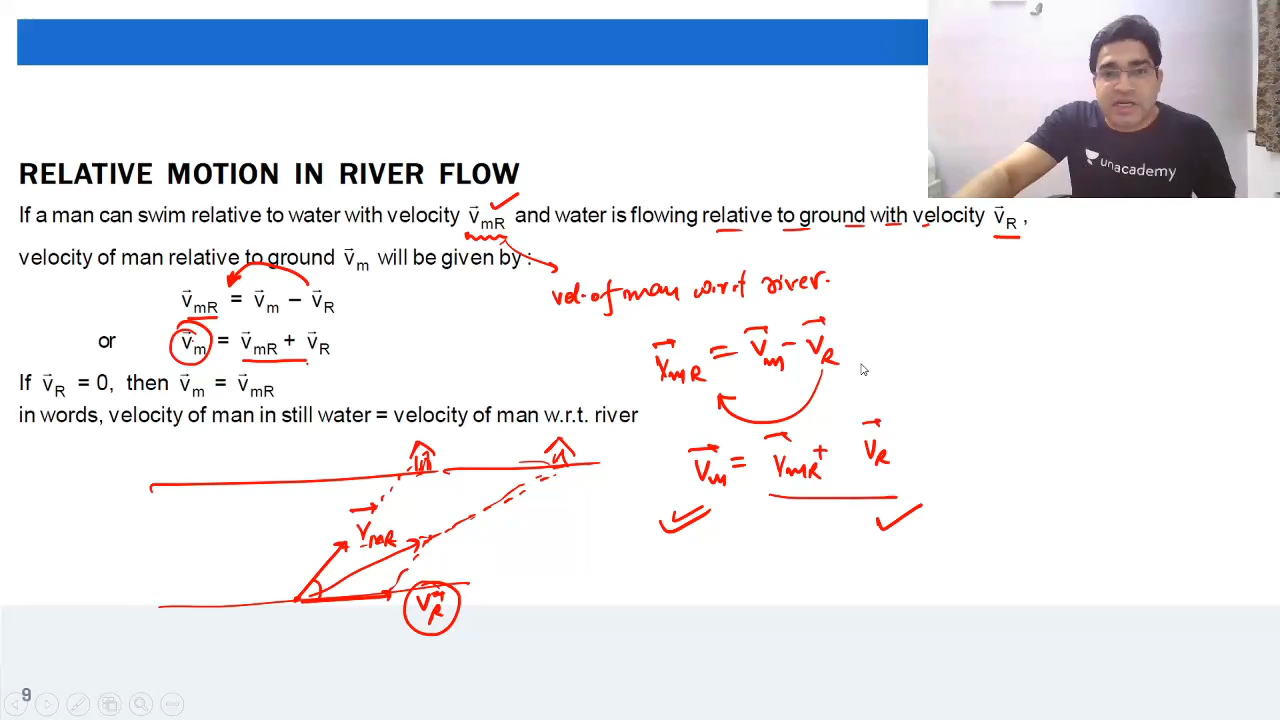 unacademy
RELATIVE MOTION IN RIVER FLOW
If a man can swim relative to water with velocity v⃗mR and water is flowing relative to ground with velocity v⃗R ,
velocity of man relative to ground v⃗m will be given by :
vel. of man w.r.t river.
v⃗mR = v⃗m − v⃗R
or v⃗m = v⃗mR + v⃗R
V⃗mR = V⃗m − V⃗R
If v⃗R = 0, then v⃗m = v⃗mR
in words, velocity of man in still water = velocity of man w.r.t. river
V⃗m = V⃗mR + V⃗R
V⃗mR
V⃗R
9